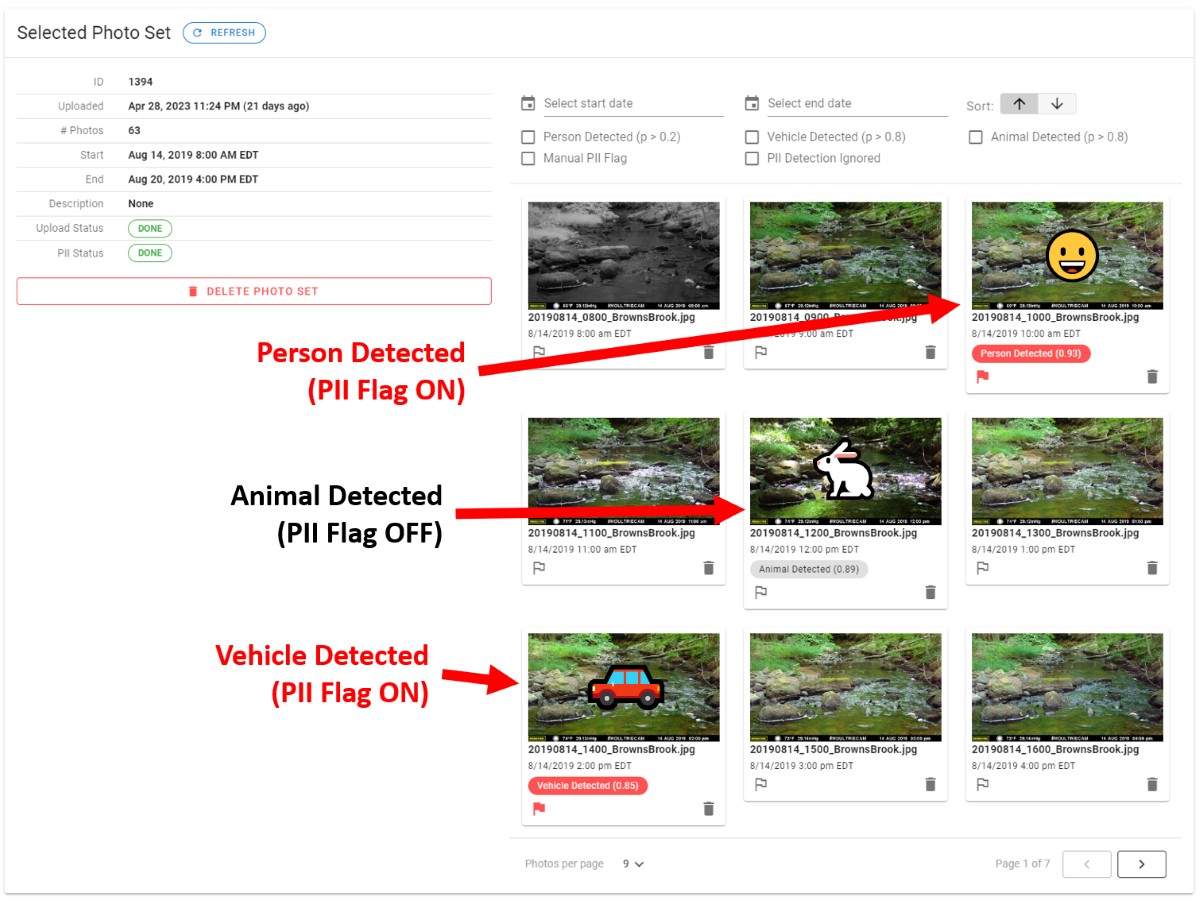 Selected Photo Set
REFRESH
ID 1394
Uploaded Apr 28, 2023 11:24 PM (21 days ago)
# Photos 63
Start Aug 14, 2019 8:00 AM EDT
End Aug 20, 2019 4:00 PM EDT
Description None
Upload Status DONE
PII Status DONE
DELETE PHOTO SET
Select start date
Select end date
Sort:
Person Detected (p > 0.2)
Vehicle Detected (p > 0.8)
Animal Detected (p > 0.8)
Manual PII Flag
PII Detection Ignored
20190814_0800_BrownsBrook.jpg
8/14/2019 8:00 am EDT
20190814_0900_BrownsBrook.jpg
9:00 am EDT
20190814_1000_BrownsBrook.jpg
8/14/2019 10:00 am EDT
Person Detected (0.93)
Person Detected
(PII Flag ON)
20190814_1100_BrownsBrook.jpg
8/14/2019 11:00 am EDT
20190814_1200_BrownsBrook.jpg
8/14/2019 12:00 pm EDT
Animal Detected (0.89)
20190814_1300_BrownsBrook.jpg
8/14/2019 1:00 pm EDT
Animal Detected
(PII Flag OFF)
20190814_1400_BrownsBrook.jpg
8/14/2019 2:00 pm EDT
Vehicle Detected (0.85)
20190814_1500_BrownsBrook.jpg
8/14/2019 3:00 pm EDT
20190814_1600_BrownsBrook.jpg
8/14/2019 4:00 pm EDT
Vehicle Detected
(PII Flag ON)
Photos per page 9
Page 1 of 7